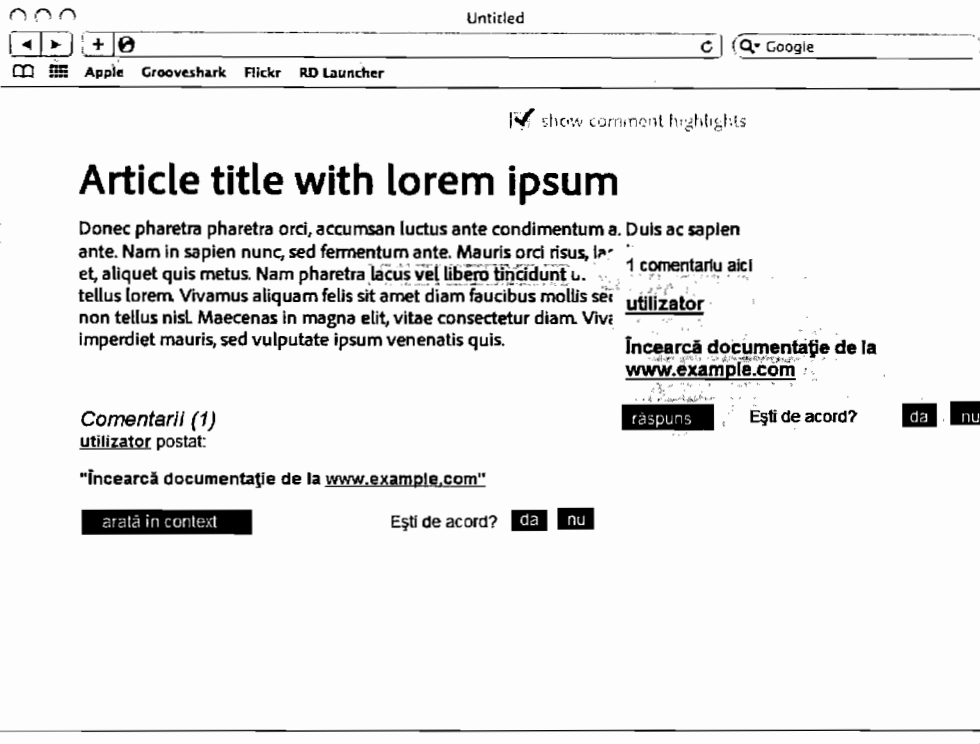 Untitled
Google
Apple Grooveshark Flickr RD Launcher
show comment highlights
Article title with lorem ipsum
Donec pharetra pharetra orci, accumsan luctus ante condimentum a. Duis ac sapien
ante. Nam in sapien nunc, sed fermentum ante. Mauris orci risus,
et, aliquet quis metus. Nam pharetra lacus vel libero tincidunt
tellus lorem. Vivamus aliquam felis sit amet diam faucibus mollis
non tellus nisl. Maecenas in magna elit, vitae consectetur diam.
imperdiet mauris, sed vulputate ipsum venenatis quis.
1 comentariu aici
utilizator
Încearcă documentaţie de la
www.example.com
răspuns Eşti de acord? da nu
Comentarii (1)
utilizator postat:
"Încearcă documentaţie de la www.example.com"
arată în context Eşti de acord? da nu